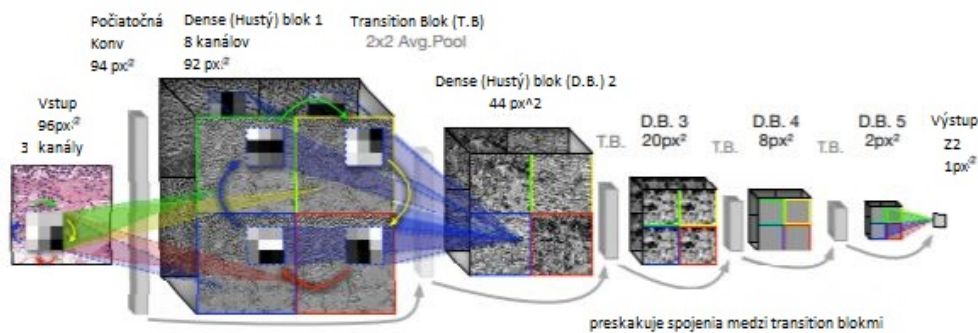 Počiatočná
Konv
94 px²
Dense (Hustý) blok 1
8 kanálov
92 px²
Transition Blok (T.B)
2x2 Avg.Pool
Vstup
96px²
3 kanály
Dense (Hustý) blok (D.B.) 2
44 px^2
T.B.
D.B. 3
20px²
T.B.
D.B. 4
8px²
T.B.
D.B. 5
2px²
Výstup
22
1px²
preskakuje spojenia medzi transition blokmi